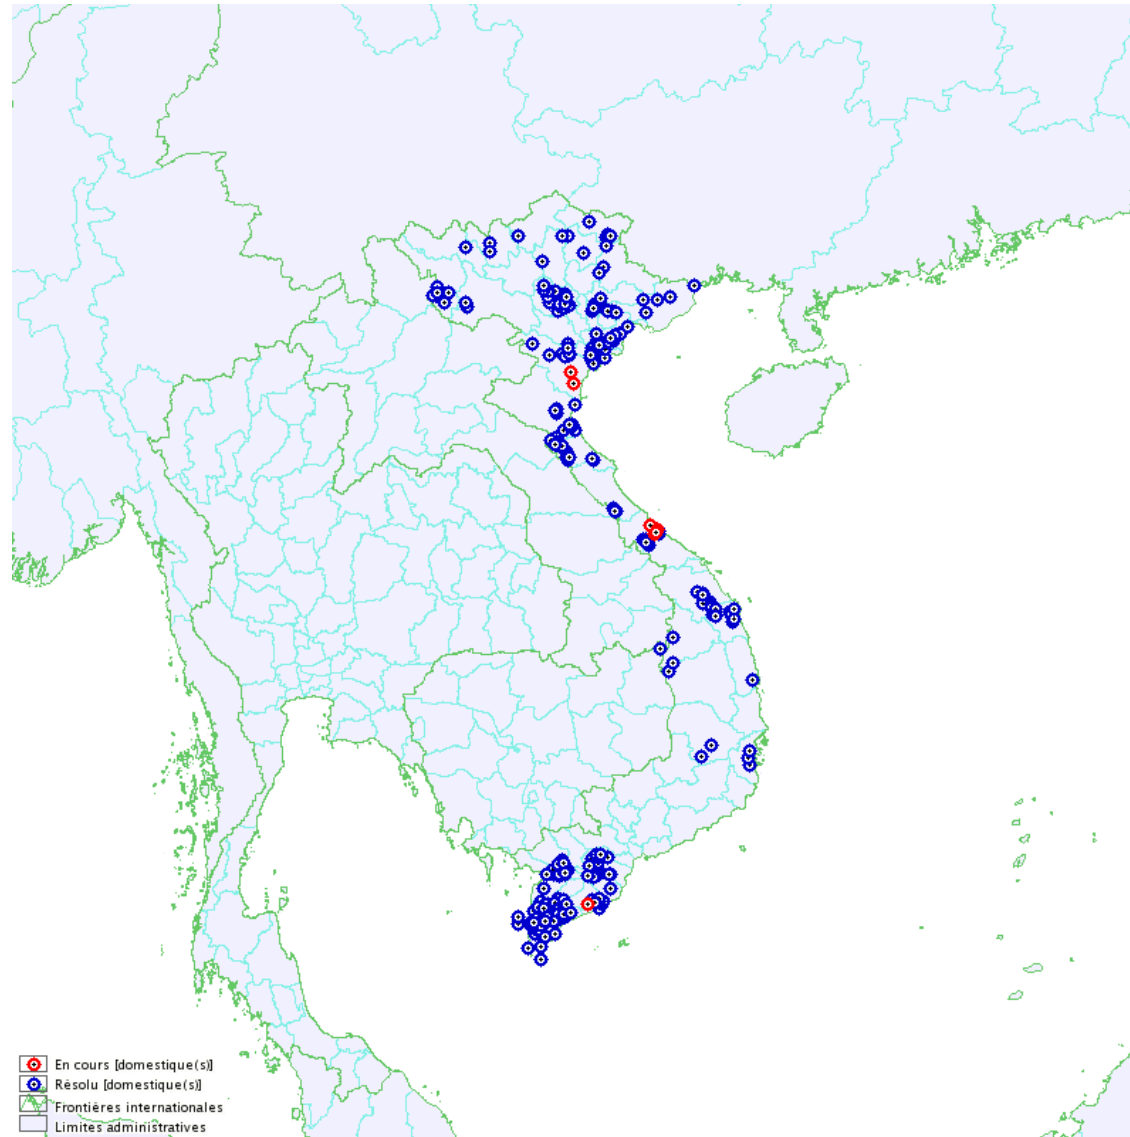 En cours [domestique(s)]
Résolu [domestique(s)]
Frontières internationales
Limites administratives